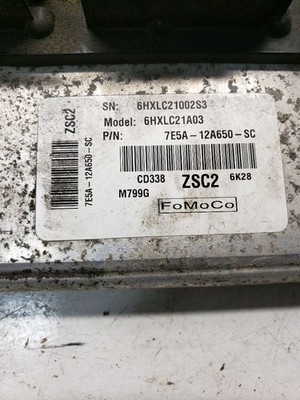 SN: 6HXLC21002S3
Model: 6HXLC21A03
P/N: 7E5A-12A650-SC
ZSC2
7E5A-12A650-SC
CD338 ZSC2 6K28
M799G
FoMoCo